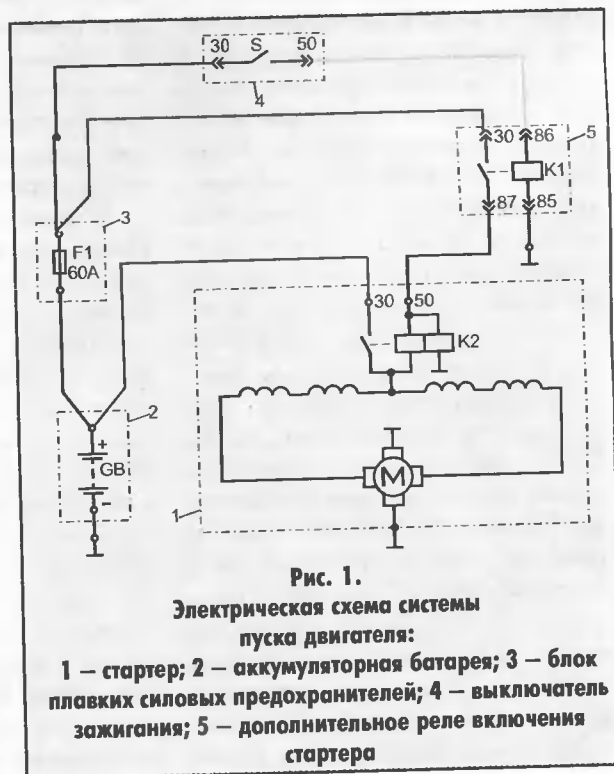 30 S 50
4
30 86
5
K1
87 85
3
F1
60A
30 50
K2
2
+
GB
–
M
1
Рис. 1.
Электрическая схема системы
пуска двигателя:
1 – стартер; 2 – аккумуляторная батарея; 3 – блок
плавких силовых предохранителей; 4 – выключатель
зажигания; 5 – дополнительное реле включения
стартера